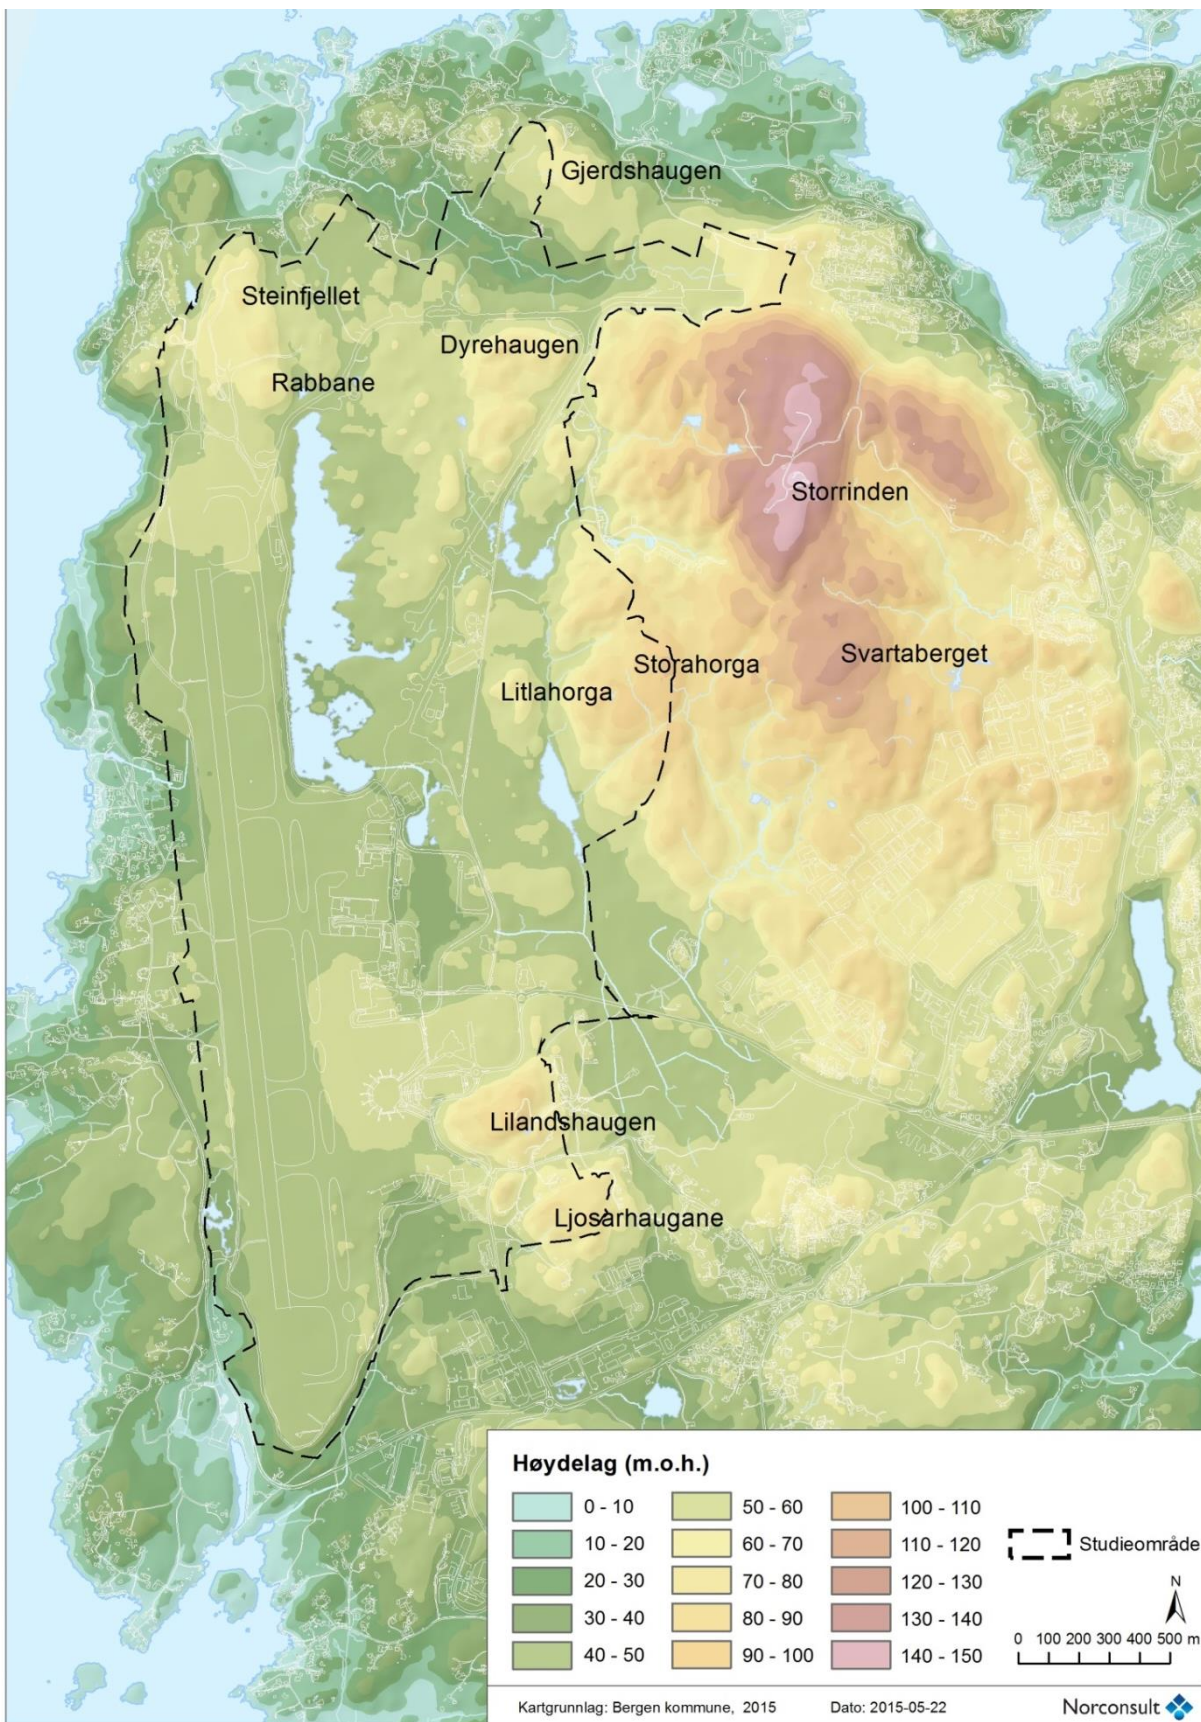 Gjerdshaugen
Steinfjellet
Dyrehaugen
Rabbane
Storrinden
Svartaberget
Storahorga
Litlahorga
Lilandshaugen
Ljosarhaugane
Høydelag (m.o.h.)
0 - 10 50 - 60 100 - 110
10 - 20 60 - 70 110 - 120 Studieområde
20 - 30 70 - 80 120 - 130
30 - 40 80 - 90 130 - 140
40 - 50 90 - 100 140 - 150
N
0 100 200 300 400 500 m
Kartgrunnlag: Bergen kommune, 2015 Dato: 2015-05-22 Norconsult